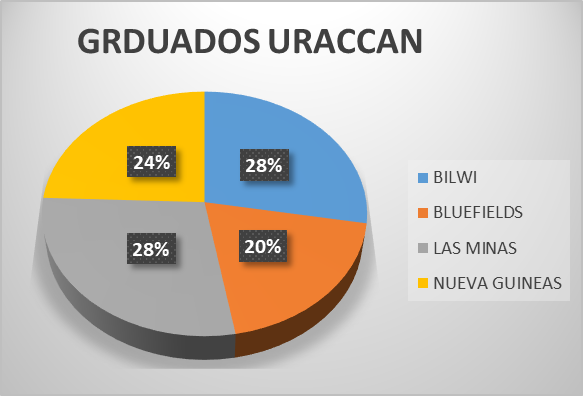 GRDUADOS URACCAN
24%
28%
28%
20%
BILWI
BLUEFIELDS
LAS MINAS
NUEVA GUINEAS